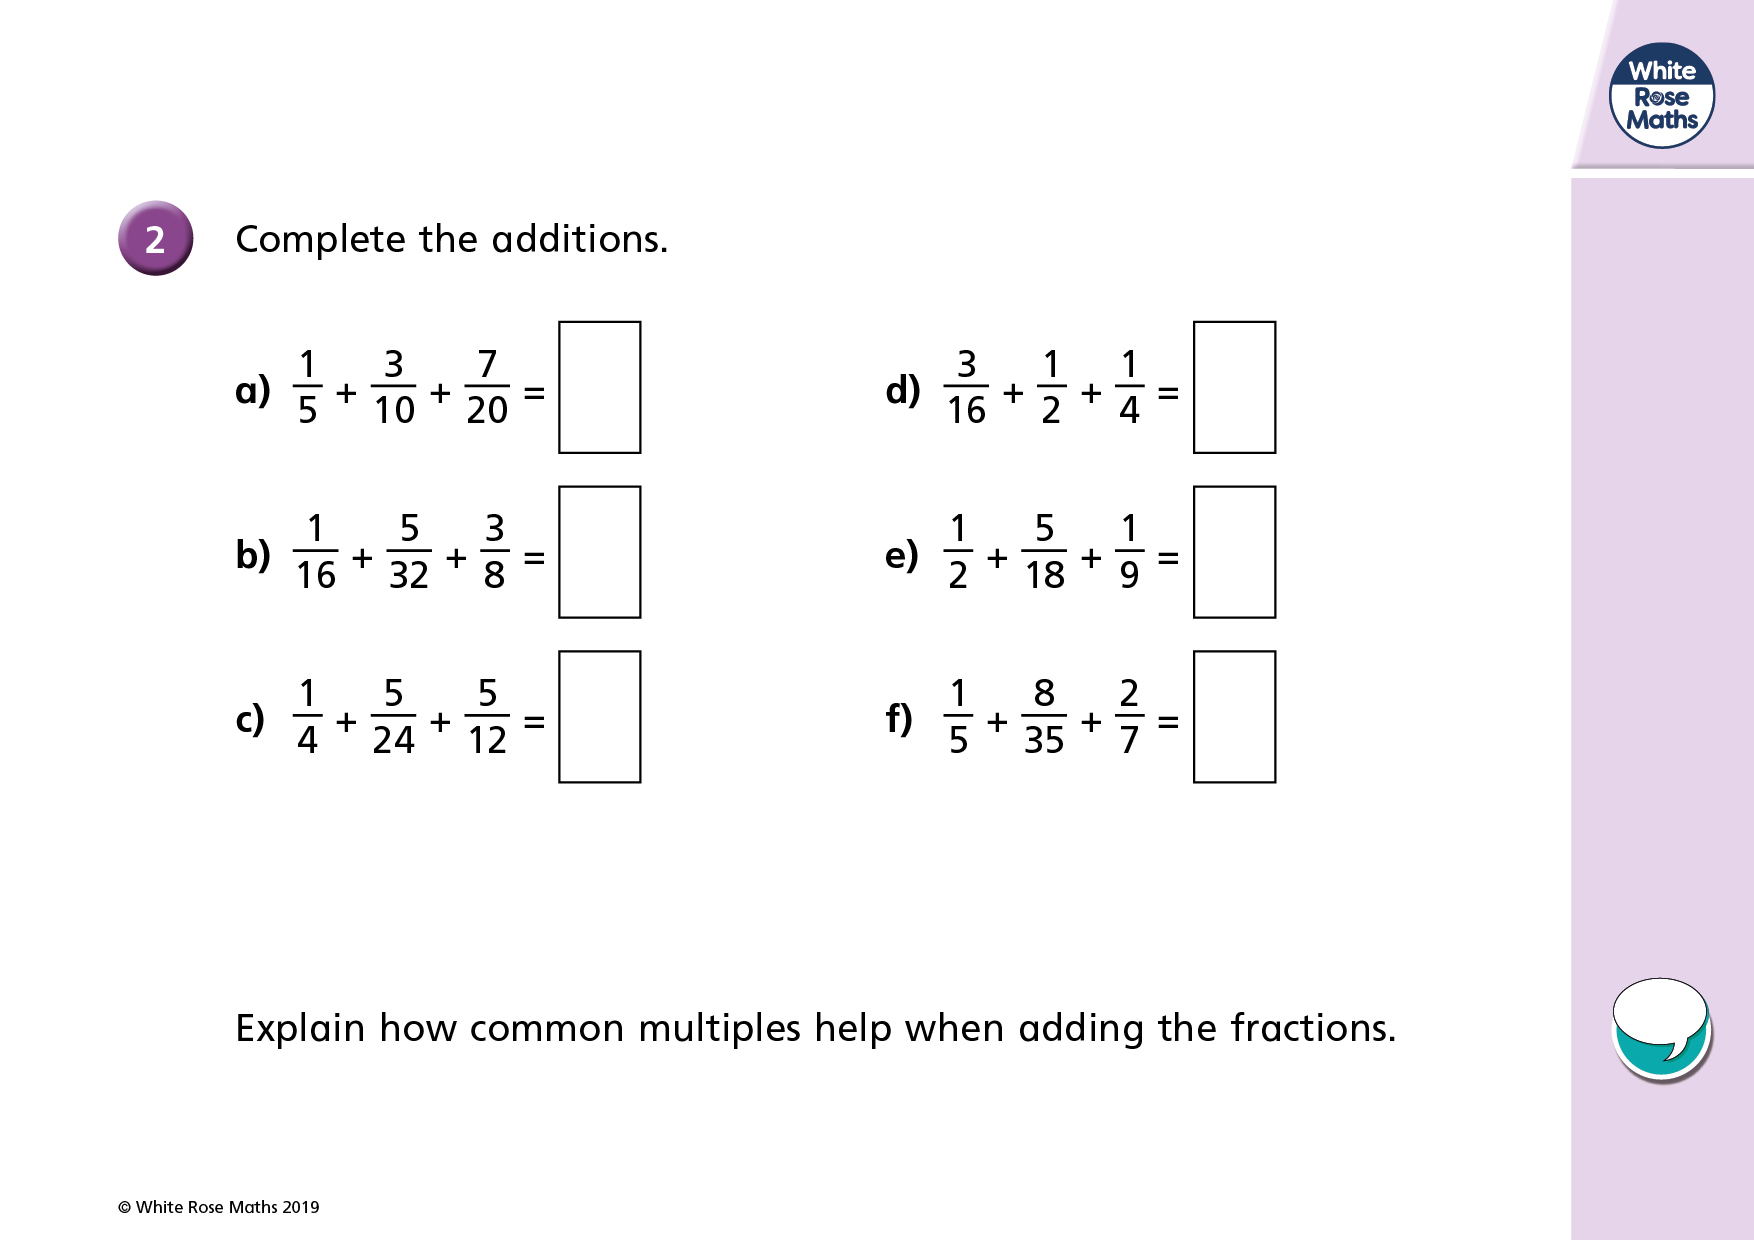 White
Rose
Maths
2 Complete the additions.
a) 1/5 + 3/10 + 7/20 =
d) 3/16 + 1/2 + 1/4 =
b) 1/16 + 5/32 + 3/8 =
e) 1/2 + 5/18 + 1/9 =
c) 1/4 + 5/24 + 5/12 =
f) 1/5 + 8/35 + 2/7 =
Explain how common multiples help when adding the fractions.
© White Rose Maths 2019